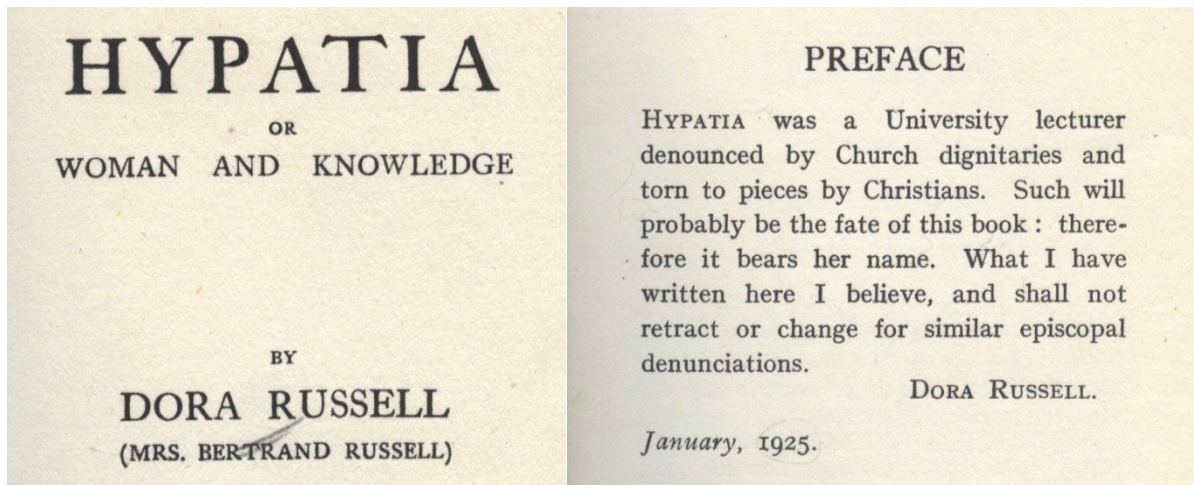 HYPATIA
OR
WOMAN AND KNOWLEDGE
BY
DORA RUSSELL
(MRS. BERTRAND RUSSELL)
PREFACE
HYPATIA was a University lecturer
denounced by Church dignitaries and
torn to pieces by Christians. Such will
probably be the fate of this book : there-
fore it bears her name. What I have
written here I believe, and shall not
retract or change for similar episcopal
denunciations.
DORA RUSSELL.
January, 1925.